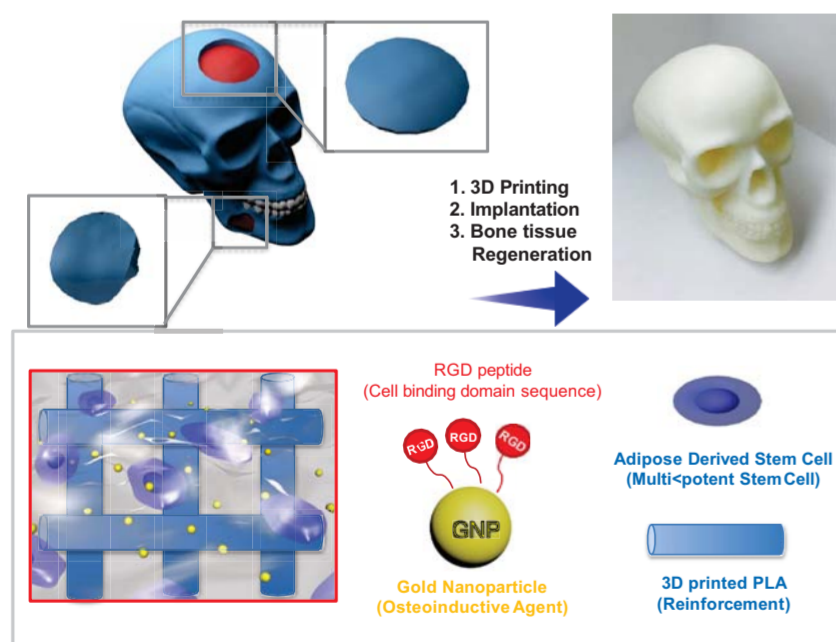 1. 3D Printing
2. Implantation
3. Bone tissue
Regeneration
RGD peptide
(Cell binding domain sequence)
RGD
RGD
RGD
GNP
Gold Nanoparticle
(Osteoinductive Agent)
Adipose Derived Stem Cell
(Multi<potent Stem Cell)
3D printed PLA
(Reinforcement)